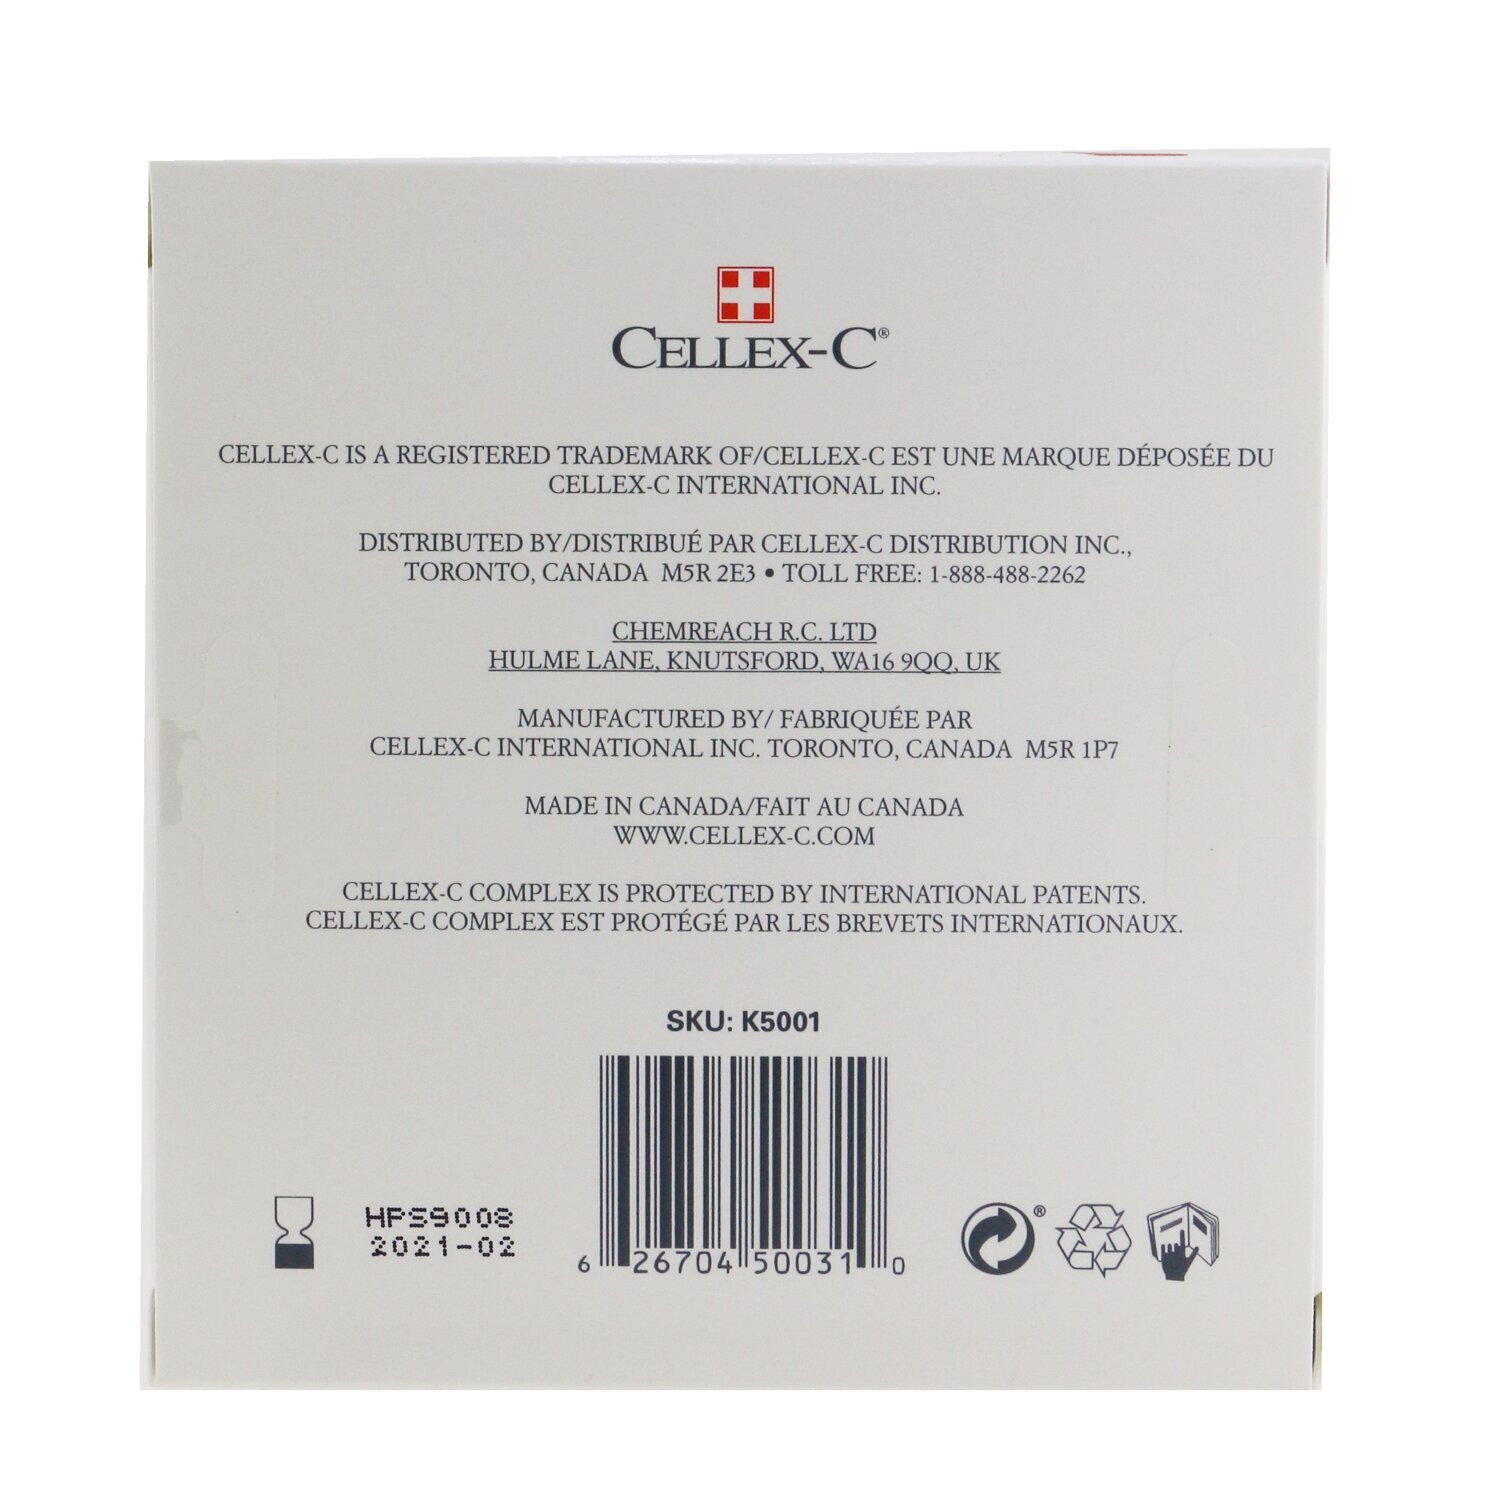 CELLEX-C®
CELLEX-C IS A REGISTERED TRADEMARK OF/CELLEX-C EST UNE MARQUE DÉPOSÉE DU
CELLEX-C INTERNATIONAL INC.
DISTRIBUTED BY/DISTRIBUÉ PAR CELLEX-C DISTRIBUTION INC.,
TORONTO, CANADA M5R 2E3 • TOLL FREE: 1-888-488-2262
CHEMREACH R.C. LTD
HULME LANE, KNUTSFORD, WA16 9QQ, UK
MANUFACTURED BY/ FABRIQUÉE PAR
CELLEX-C INTERNATIONAL INC. TORONTO, CANADA M5R 1P7
MADE IN CANADA/FAIT AU CANADA
WWW.CELLEX-C.COM
CELLEX-C COMPLEX IS PROTECTED BY INTERNATIONAL PATENTS.
CELLEX-C COMPLEX EST PROTÉGÉ PAR LES BREVETS INTERNATIONAUX.
SKU: K5001
HPS9008
2021-02
6 26704 50031 0
®